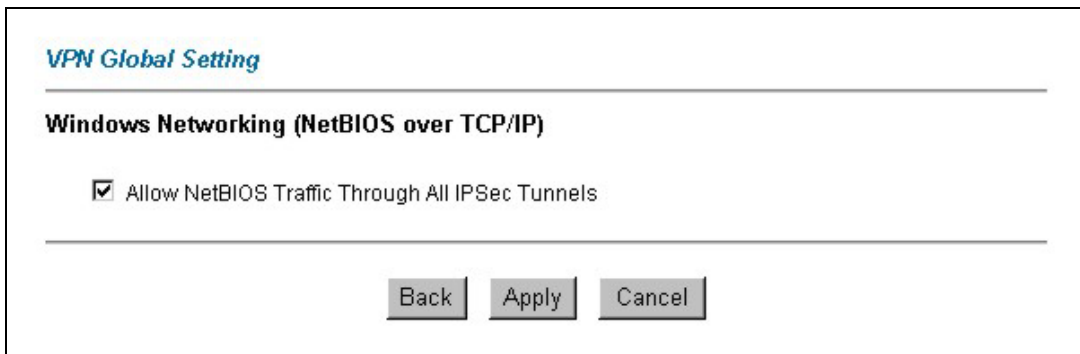 VPN Global Setting
Windows Networking (NetBIOS over TCP/IP)
Allow NetBIOS Traffic Through All IPSec Tunnels
Back Apply Cancel